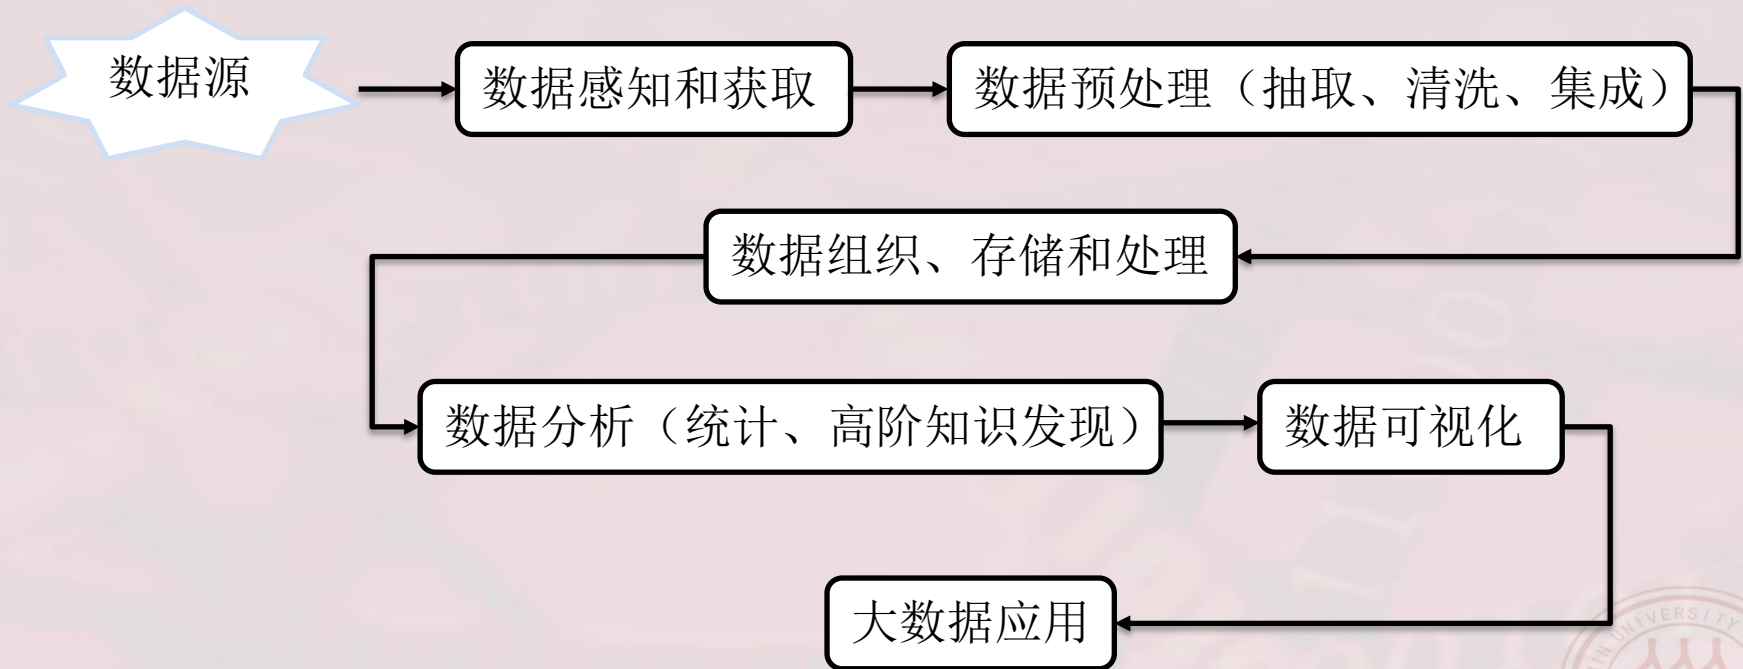 数据源
数据感知和获取
数据预处理（抽取、清洗、集成）
数据组织、存储和处理
数据分析（统计、高阶知识发现）
数据可视化
大数据应用
UNIVERSITY